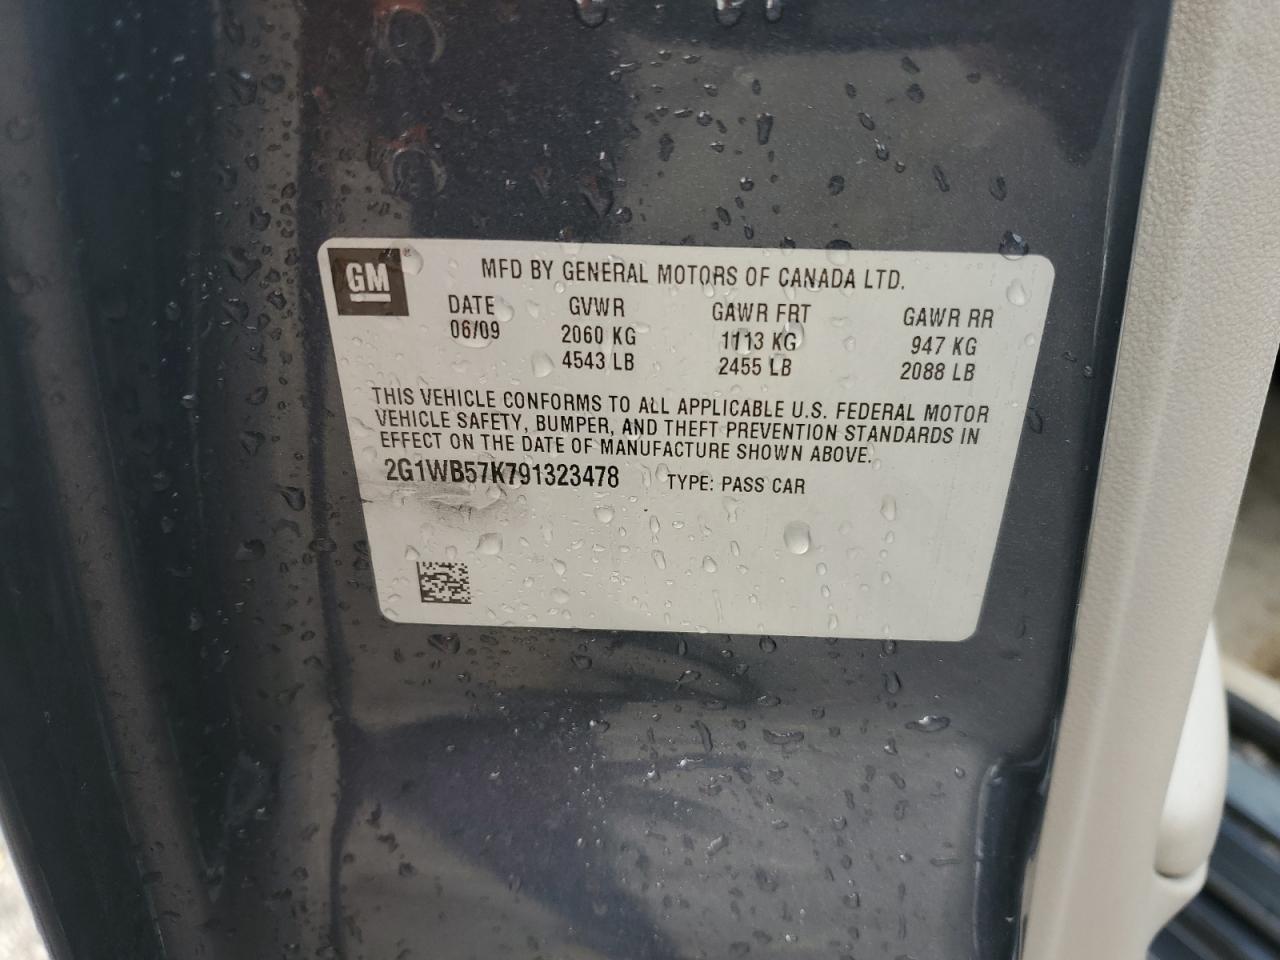 GM
MFD BY GENERAL MOTORS OF CANADA LTD.
DATE GVWR GAWR FRT GAWR RR
06/09 2060 KG 1113 KG 947 KG
4543 LB 2455 LB 2088 LB
THIS VEHICLE CONFORMS TO ALL APPLICABLE U.S. FEDERAL MOTOR
VEHICLE SAFETY, BUMPER, AND THEFT PREVENTION STANDARDS IN
EFFECT ON THE DATE OF MANUFACTURE SHOWN ABOVE.
2G1WB57K791323478 TYPE: PASS CAR